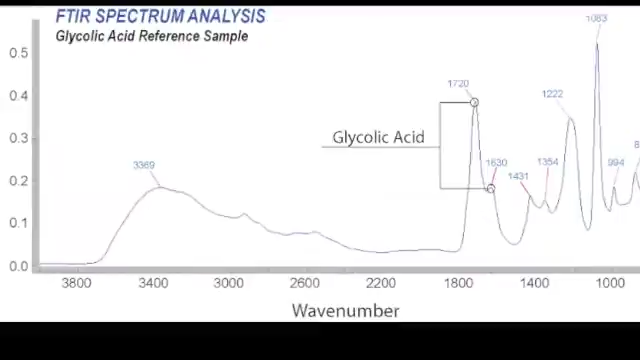 FTIR SPECTRUM ANALYSIS
Glycolic Acid Reference Sample
1083
0.5
0.4
1720
1222
0.3
Glycolic Acid
3369
1630
1354
994
0.2
1431
0.1
0.0
3800 3400 3000 2600 2200 1800 1400 1000
Wavenumber